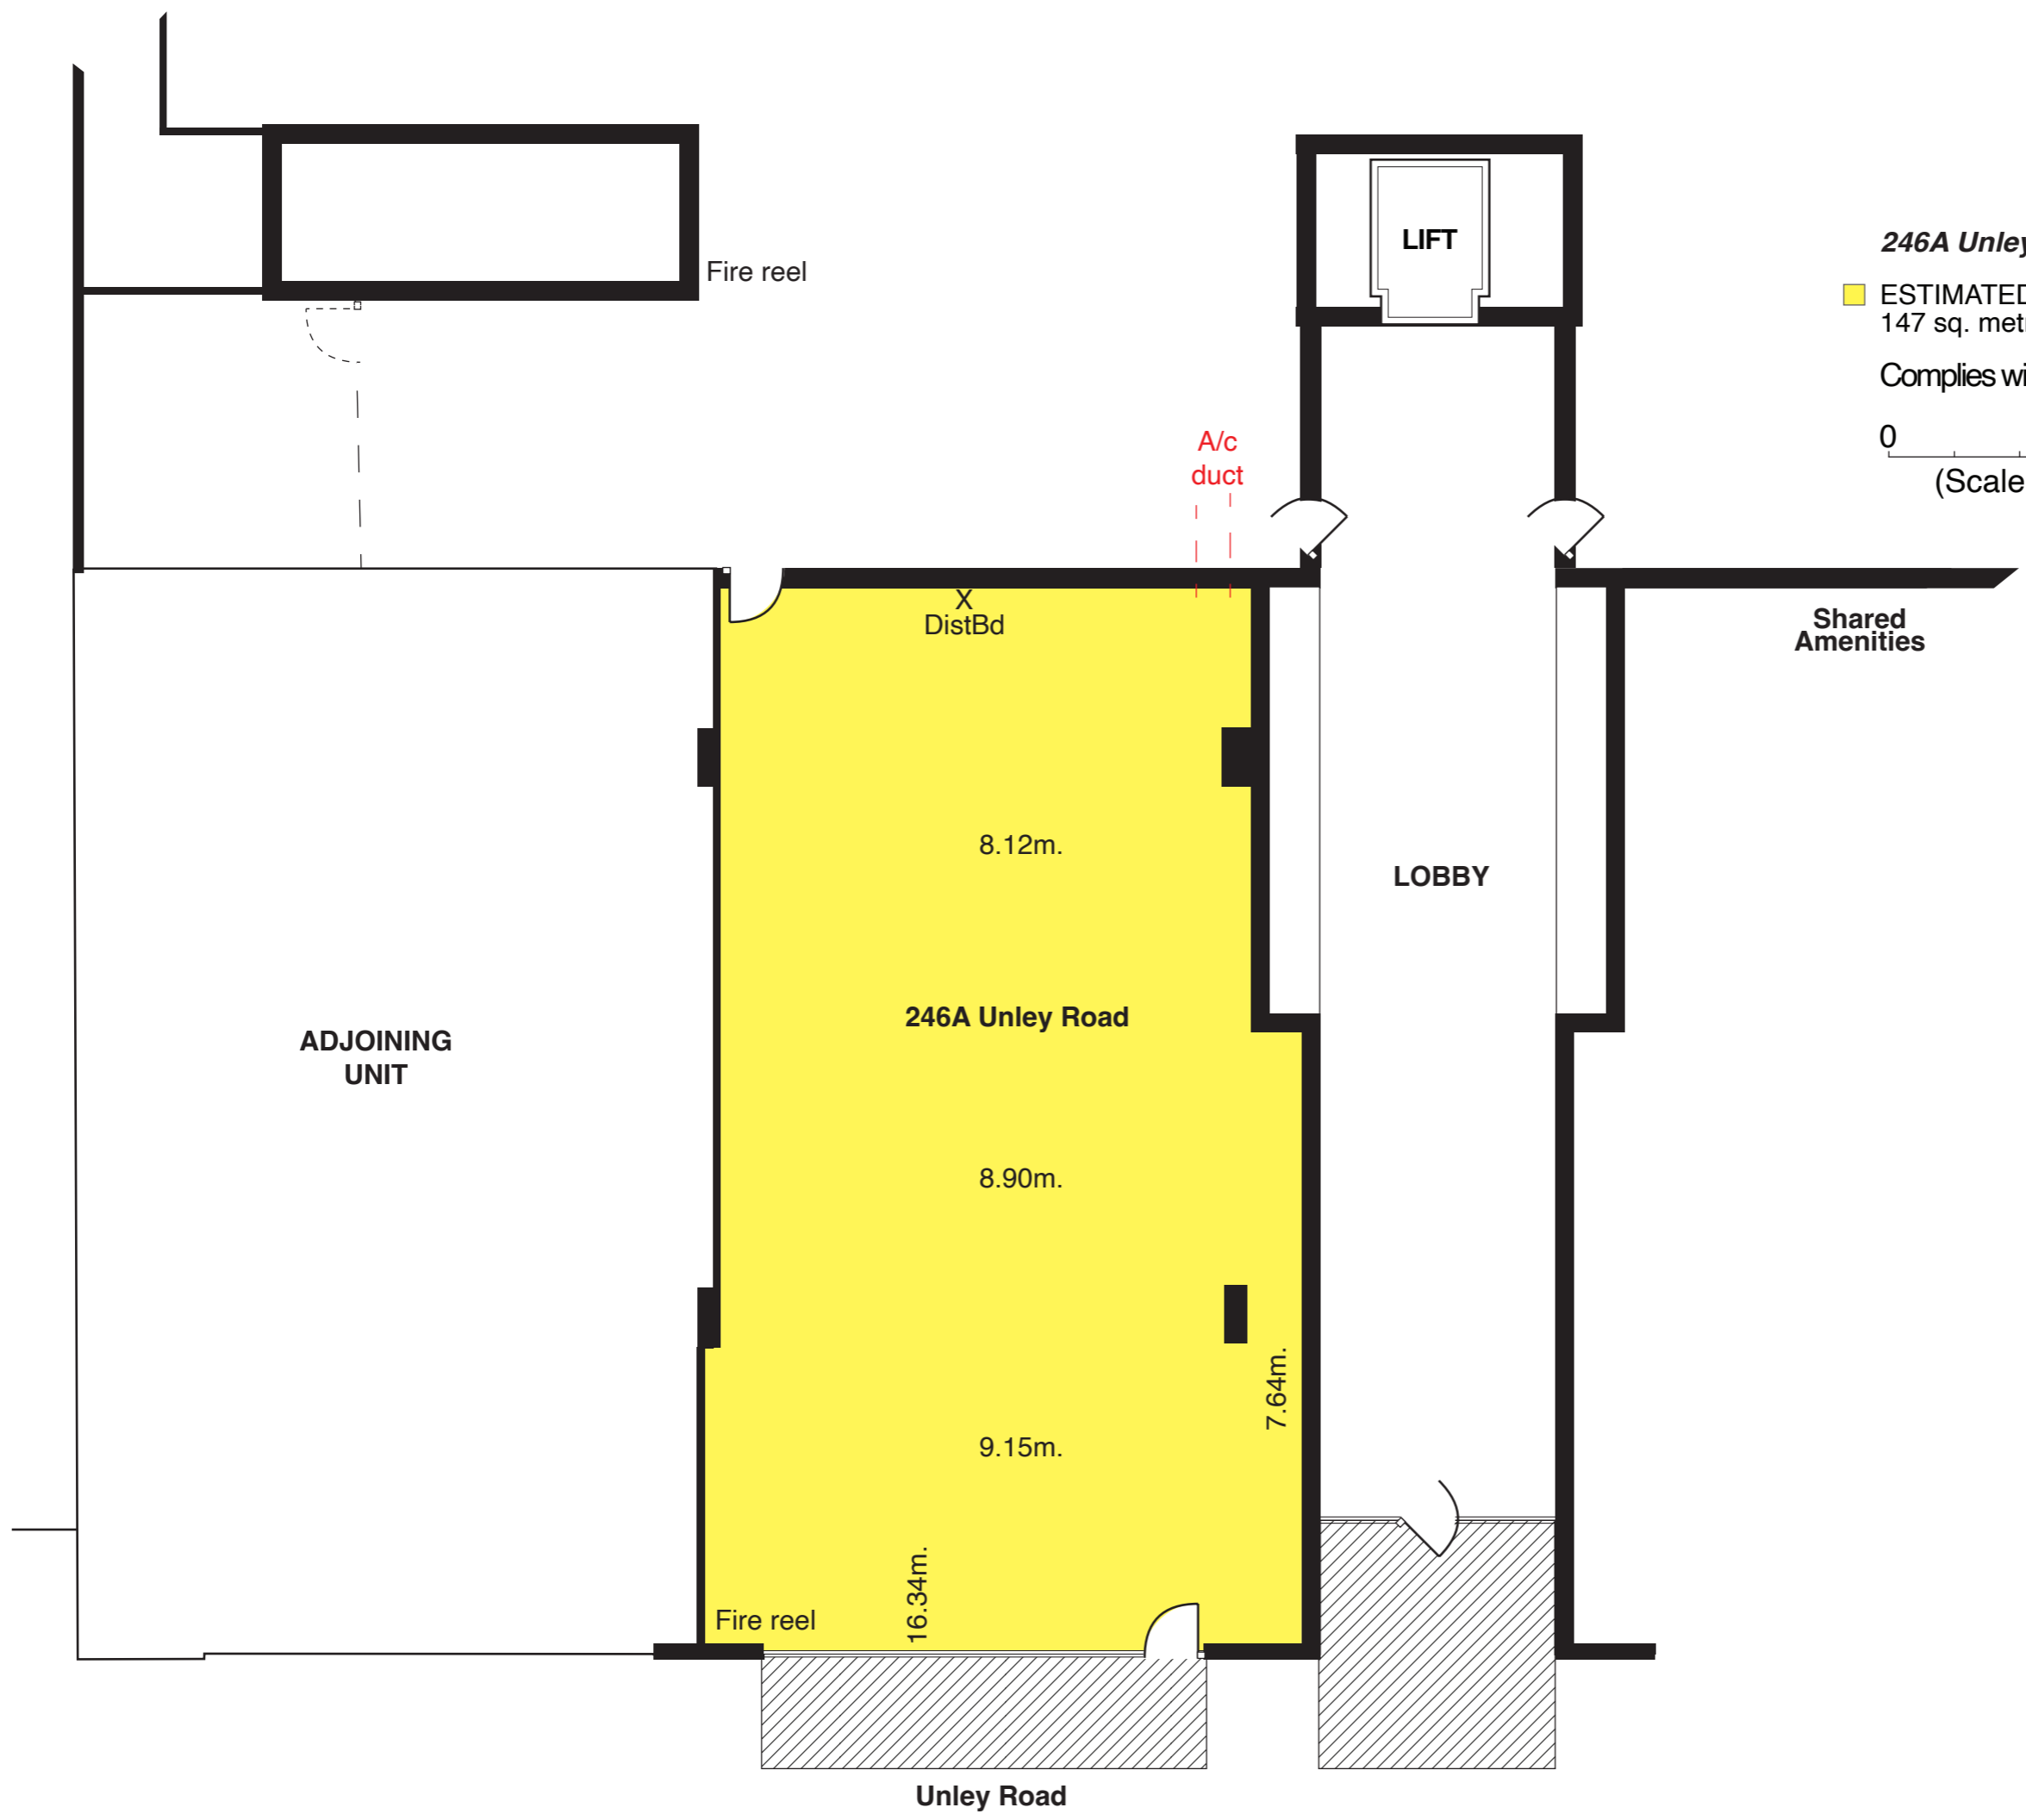 LIFT
246A Unley
ESTIMATED
147 sq. met
Fire reel
Complies wi
0
(Scale
A/c
duct
X
DistBd
Shared
Amenities
8.12m.
LOBBY
246A Unley Road
ADJOINING
UNIT
8.90m.
7.64m.
9.15m.
16.34m.
Fire reel
Unley Road